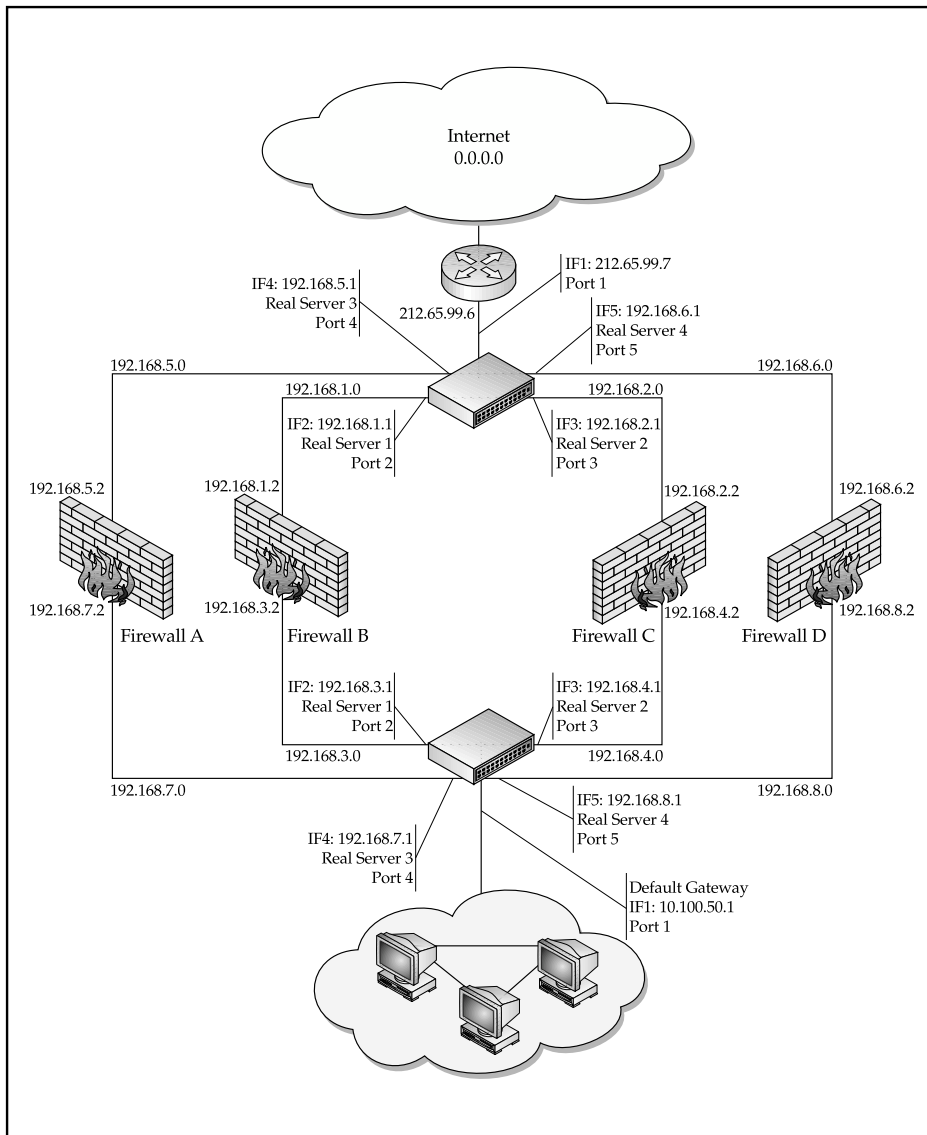 Internet
0.0.0.0
IF4: 192.168.5.1
Real Server 3
Port 4
212.65.99.6
IF1: 212.65.99.7
Port 1
IF5: 192.168.6.1
Real Server 4
Port 5
192.168.5.0
192.168.6.0
192.168.1.0
192.168.2.0
IF2: 192.168.1.1
Real Server 1
Port 2
IF3: 192.168.2.1
Real Server 2
Port 3
192.168.5.2
192.168.1.2
192.168.2.2
192.168.6.2
192.168.7.2
192.168.3.2
192.168.4.2
192.168.8.2
Firewall A
Firewall B
Firewall C
Firewall D
IF2: 192.168.3.1
Real Server 1
Port 2
IF3: 192.168.4.1
Real Server 2
Port 3
192.168.3.0
192.168.4.0
192.168.7.0
192.168.8.0
IF4: 192.168.7.1
Real Server 3
Port 4
IF5: 192.168.8.1
Real Server 4
Port 5
Default Gateway
IF1: 10.100.50.1
Port 1